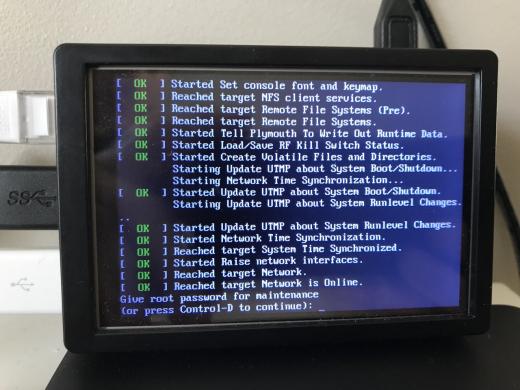 [ OK ] Started Set console font and keymap.
[ OK ] Reached target NFS client services.
[ OK ] Reached target Remote File Systems (Pre).
[ OK ] Reached target Remote File Systems.
[ OK ] Started Tell Plymouth To Write Out Runtime Data.
[ OK ] Started Load/Save RF Kill Switch Status.
[ OK ] Started Create Volatile Files and Directories.
Starting Update UTMP about System Boot/Shutdown...
Starting Network Time Synchronization...
[ OK ] Started Update UTMP about System Boot/Shutdown.
Starting Update UTMP about System Runlevel Changes.
..
[ OK ] Started Update UTMP about System Runlevel Changes.
[ OK ] Started Network Time Synchronization.
[ OK ] Reached target System Time Synchronized.
[ OK ] Started Raise network interfaces.
[ OK ] Reached target Network.
[ OK ] Reached target Network is Online.
Give root password for maintenance
(or press Control-D to continue): _
SS